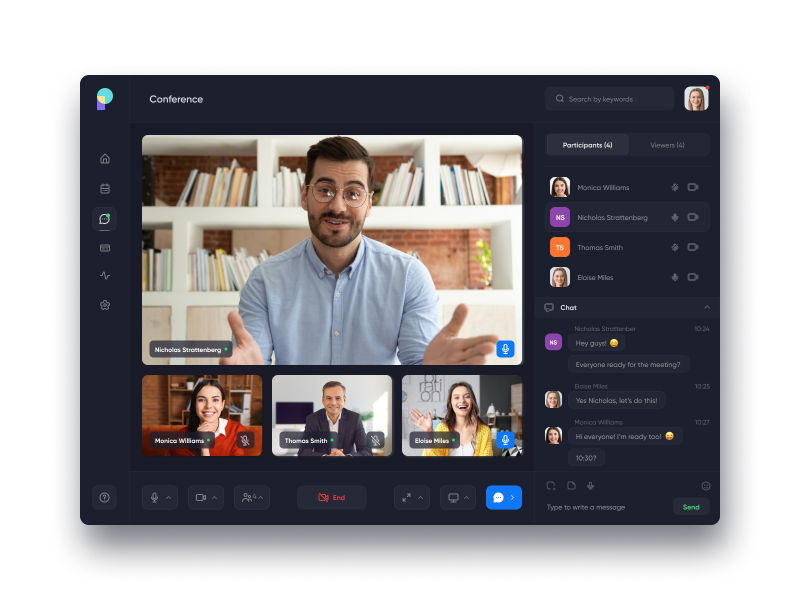 Conference
Search by keywords
Participants (4)
Viewers (4)
Monica Williams
NS
Nicholas Strattenberg
TS
Thomas Smith
Eloise Miles
Chat
Nicholas Strattenber
10:24
NS
Hey guys! 😄
Everyone ready for the meeting?
Eloise Miles
10:25
Yes Nicholas, let's do this!
Monica Williams
10:27
Hi everyone! I'm ready too! 😄
10:30?
Type to write a message
Send
Nicholas Strattenberg
Monica Williams
Thomas Smith
Eloise Miles
4
End